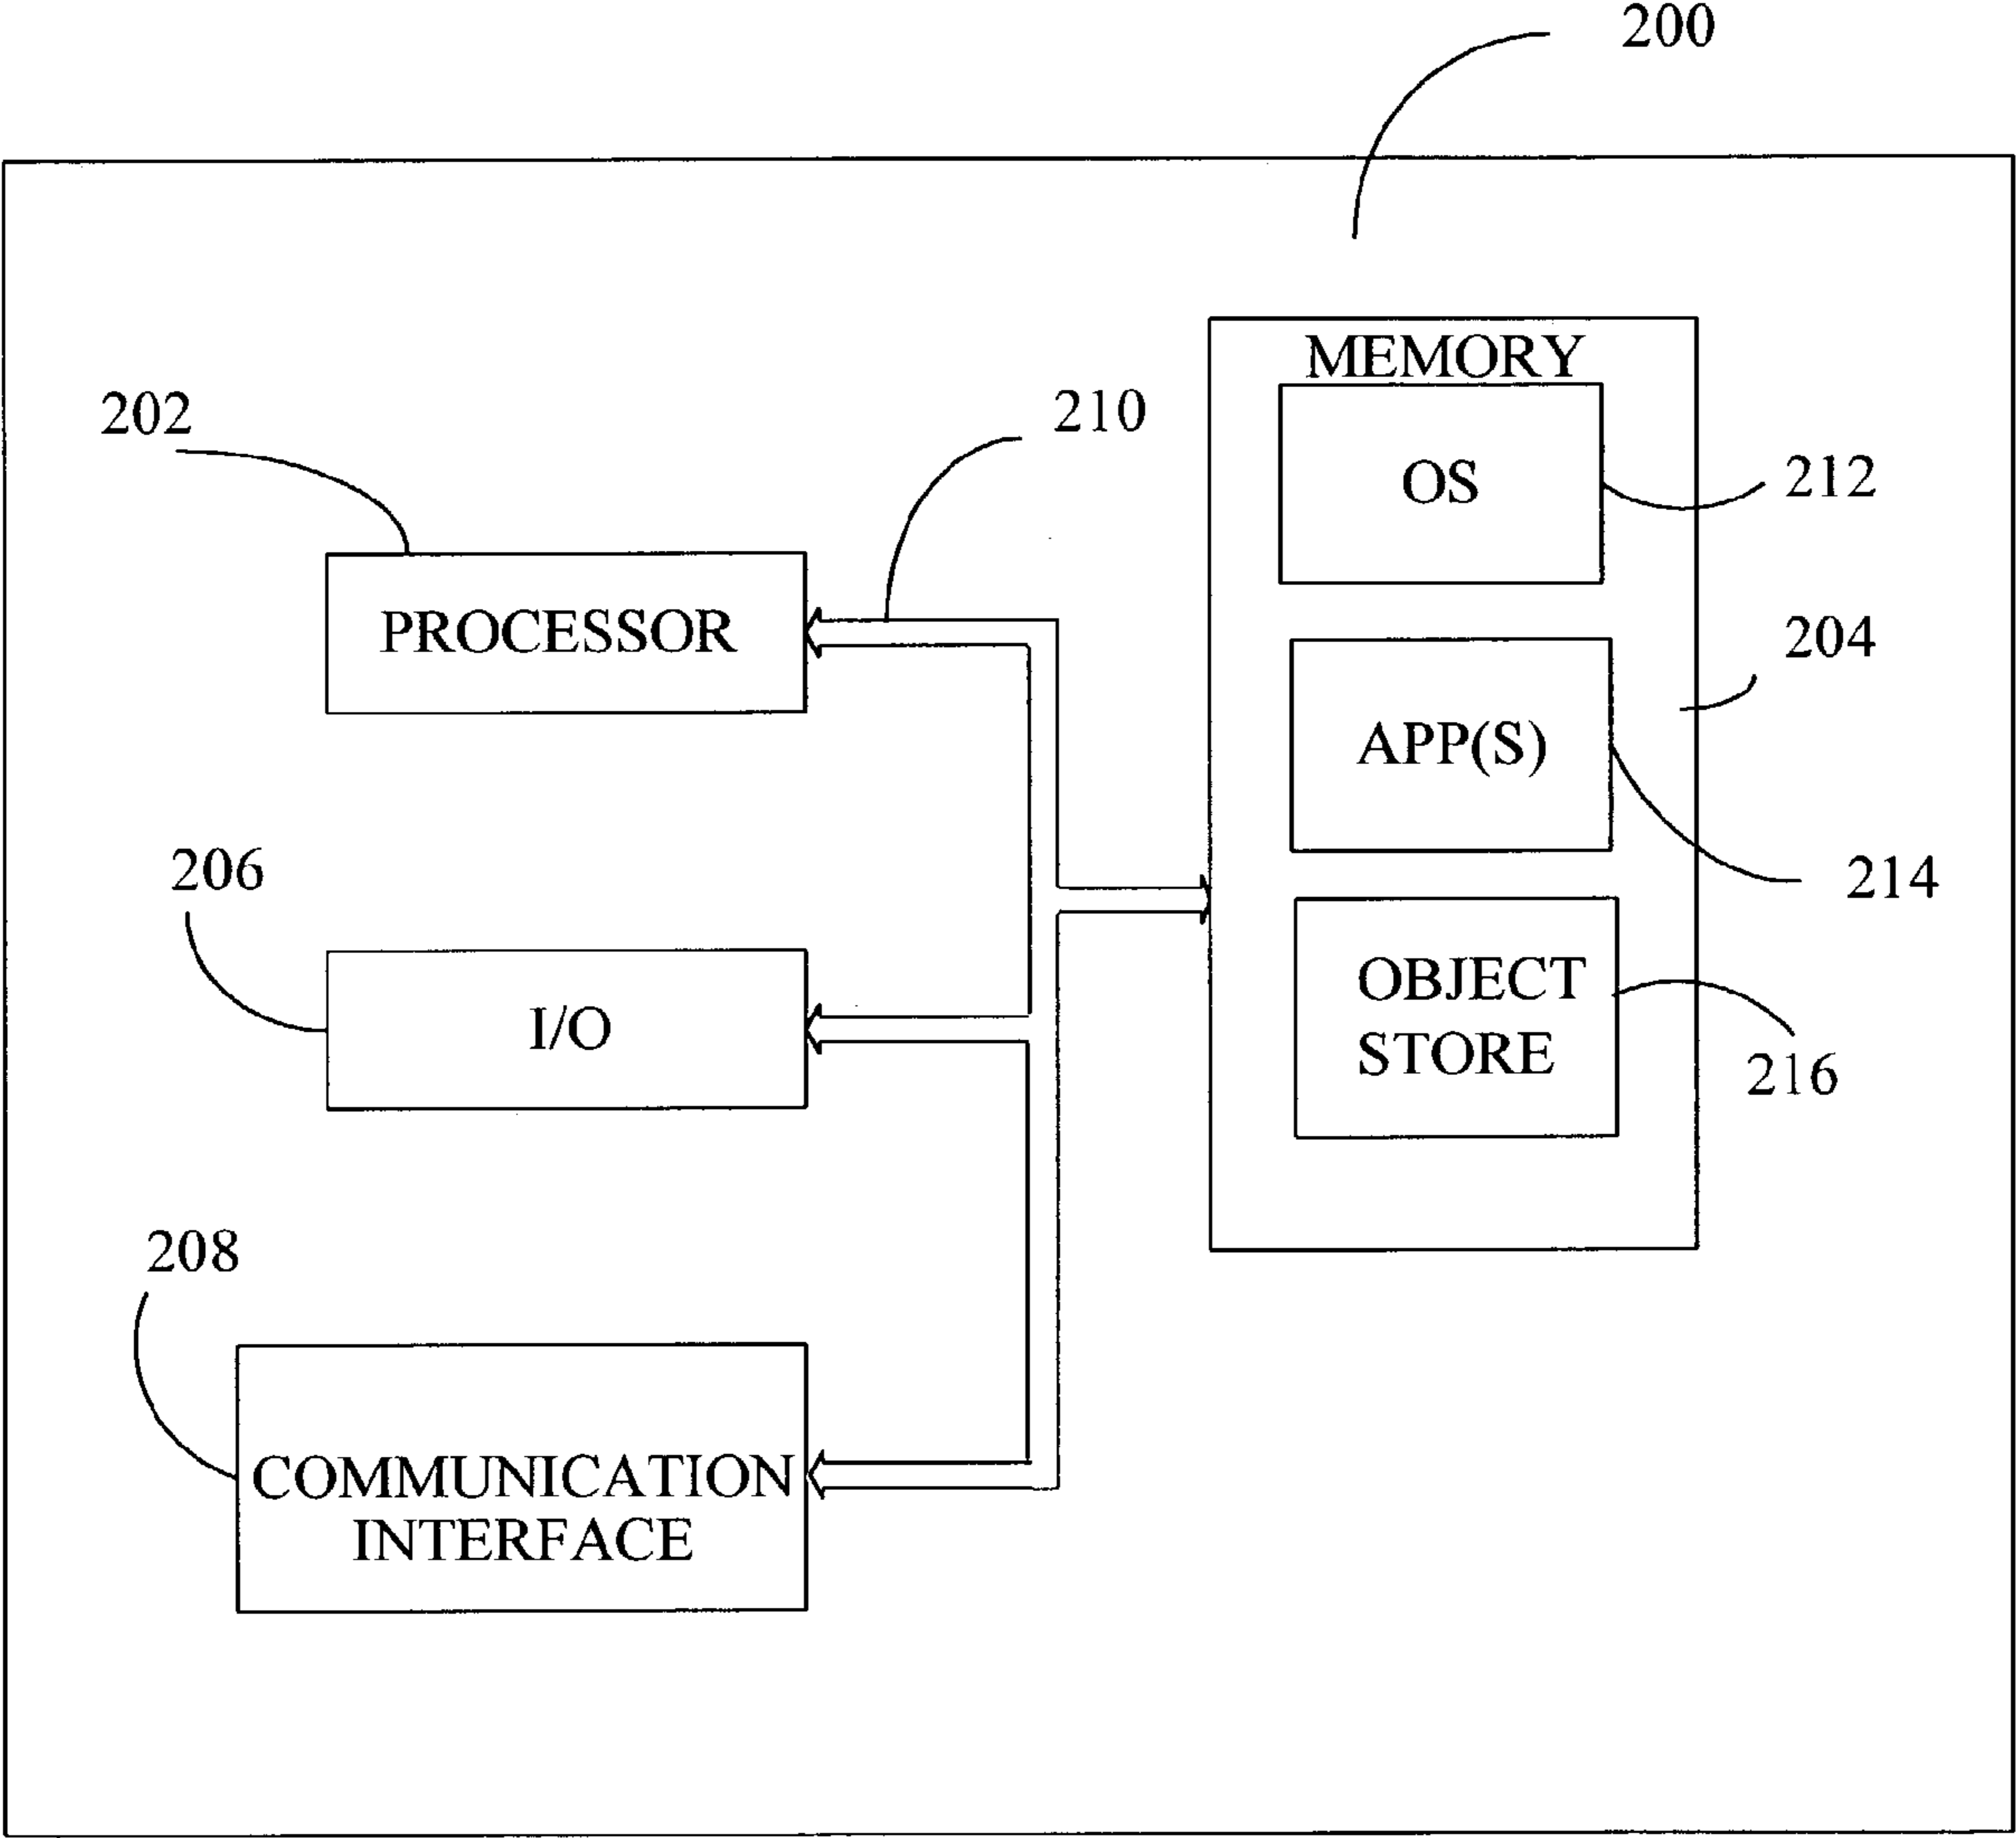 200
MEMORY
202
210
OS
212
PROCESSOR
204
APP(S)
206
214
I/O
OBJECT
STORE
216
208
COMMUNICATION
INTERFACE